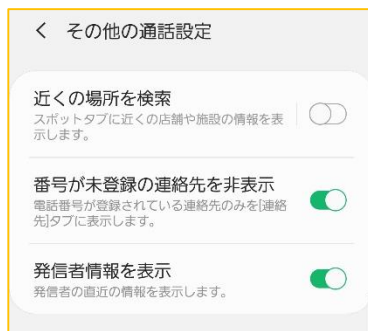 その他の通話設定
近くの場所を検索
スポットタブに近くの店舗や施設の情報を表
示します。
番号が未登録の連絡先を非表示
電話番号が登録されている連絡先のみを[連絡
先]タブに表示します。
発信者情報を表示
発信者の直近の情報を表示します。